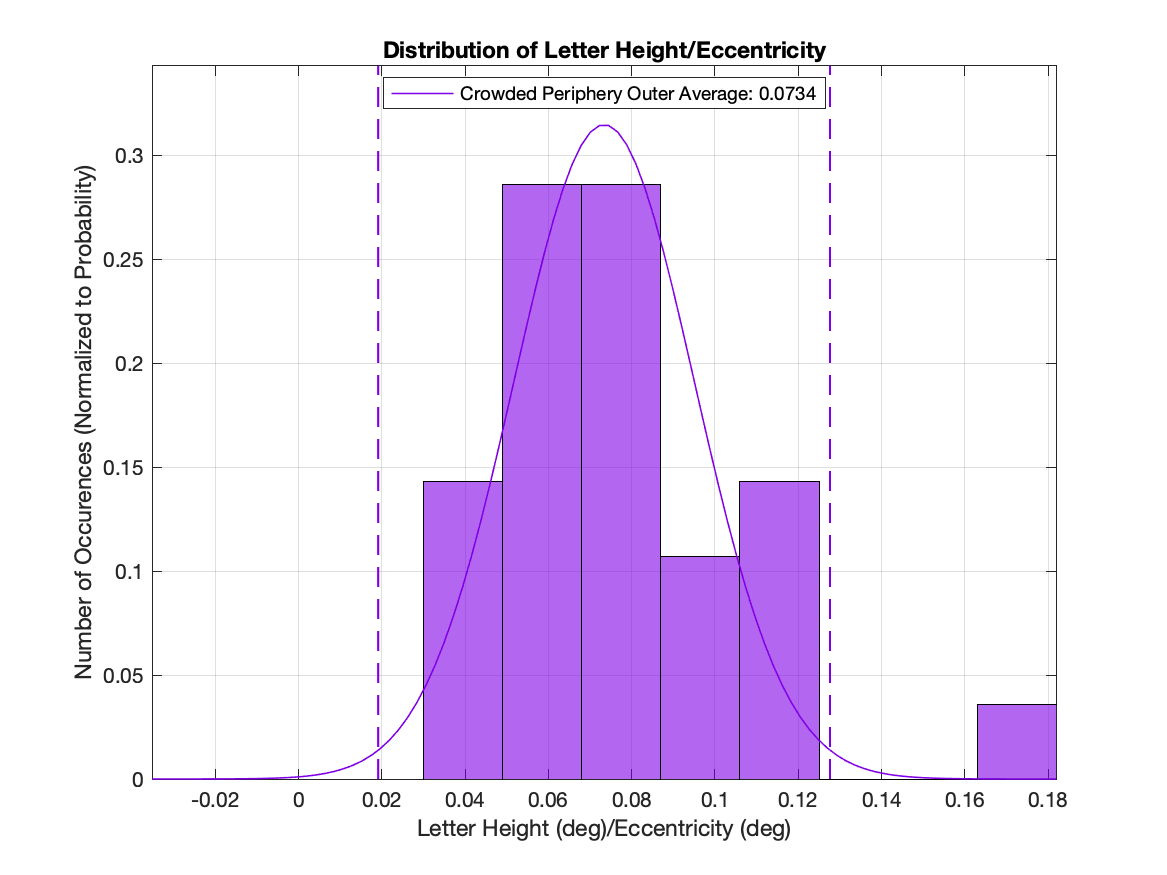 Distribution of Letter Height/Eccentricity
Crowded Periphery Outer Average: 0.0734
Number of Occurences (Normalized to Probability)
0.3
0.25
0.2
0.15
0.1
0.05
0
-0.02 0 0.02 0.04 0.06 0.08 0.1 0.12 0.14 0.16 0.18
Letter Height (deg)/Eccentricity (deg)